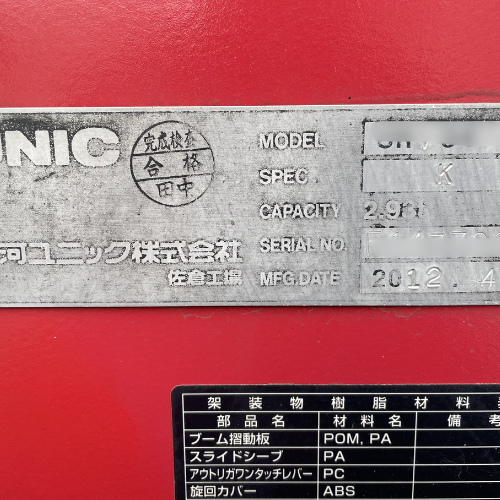 UNIC
完成検査
合格
田中
MODEL
SPEC K
CAPACITY 2.9
SERIAL NO.
MFG.DATE 2012 4
河ユニック株式会社
佐倉工場
架装物樹脂材料
部品名 材料名 備考
ブーム摺動板 POM, PA
スライドシーブ PA
アウトリガワンタッチレバー PC
旋回カバー ABS